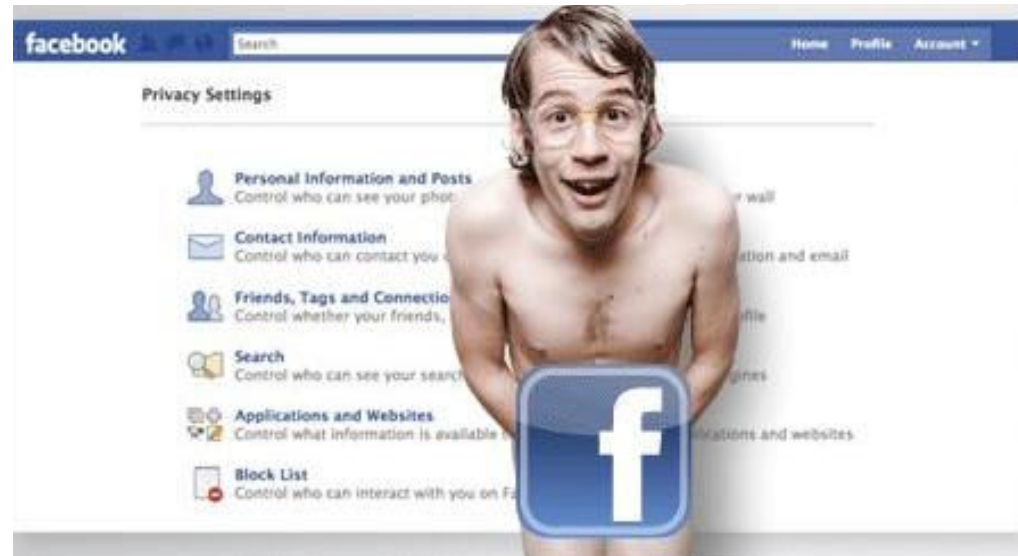 facebook Search Home Profile Account
Privacy Settings
Personal Information and Posts
Control who can see your phot wall
Contact Information
Control who can contact you and email
Friends, Tags and Connectio
Control whether your friends,
Search
Control who can see your search gines
Applications and Websites
Control what information is available and websites
Block List
Control who can interact with you on Fa
f